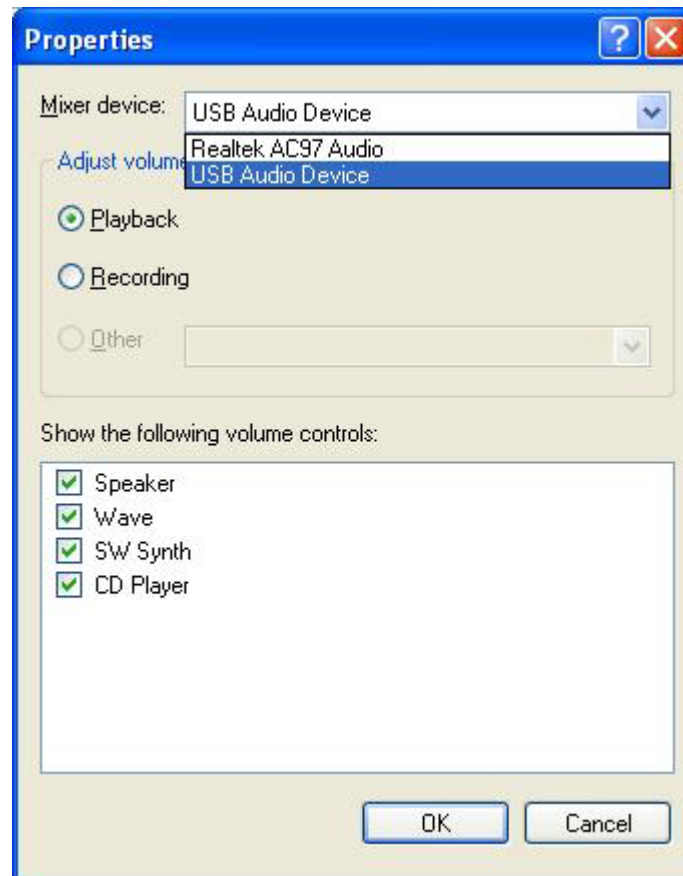 Properties
Mixer device: USB Audio Device
Realtek AC97 Audio
Adjust volume
USB Audio Device
Playback
Recording
Other
Show the following volume controls:
Speaker
Wave
SW Synth
CD Player
OK Cancel